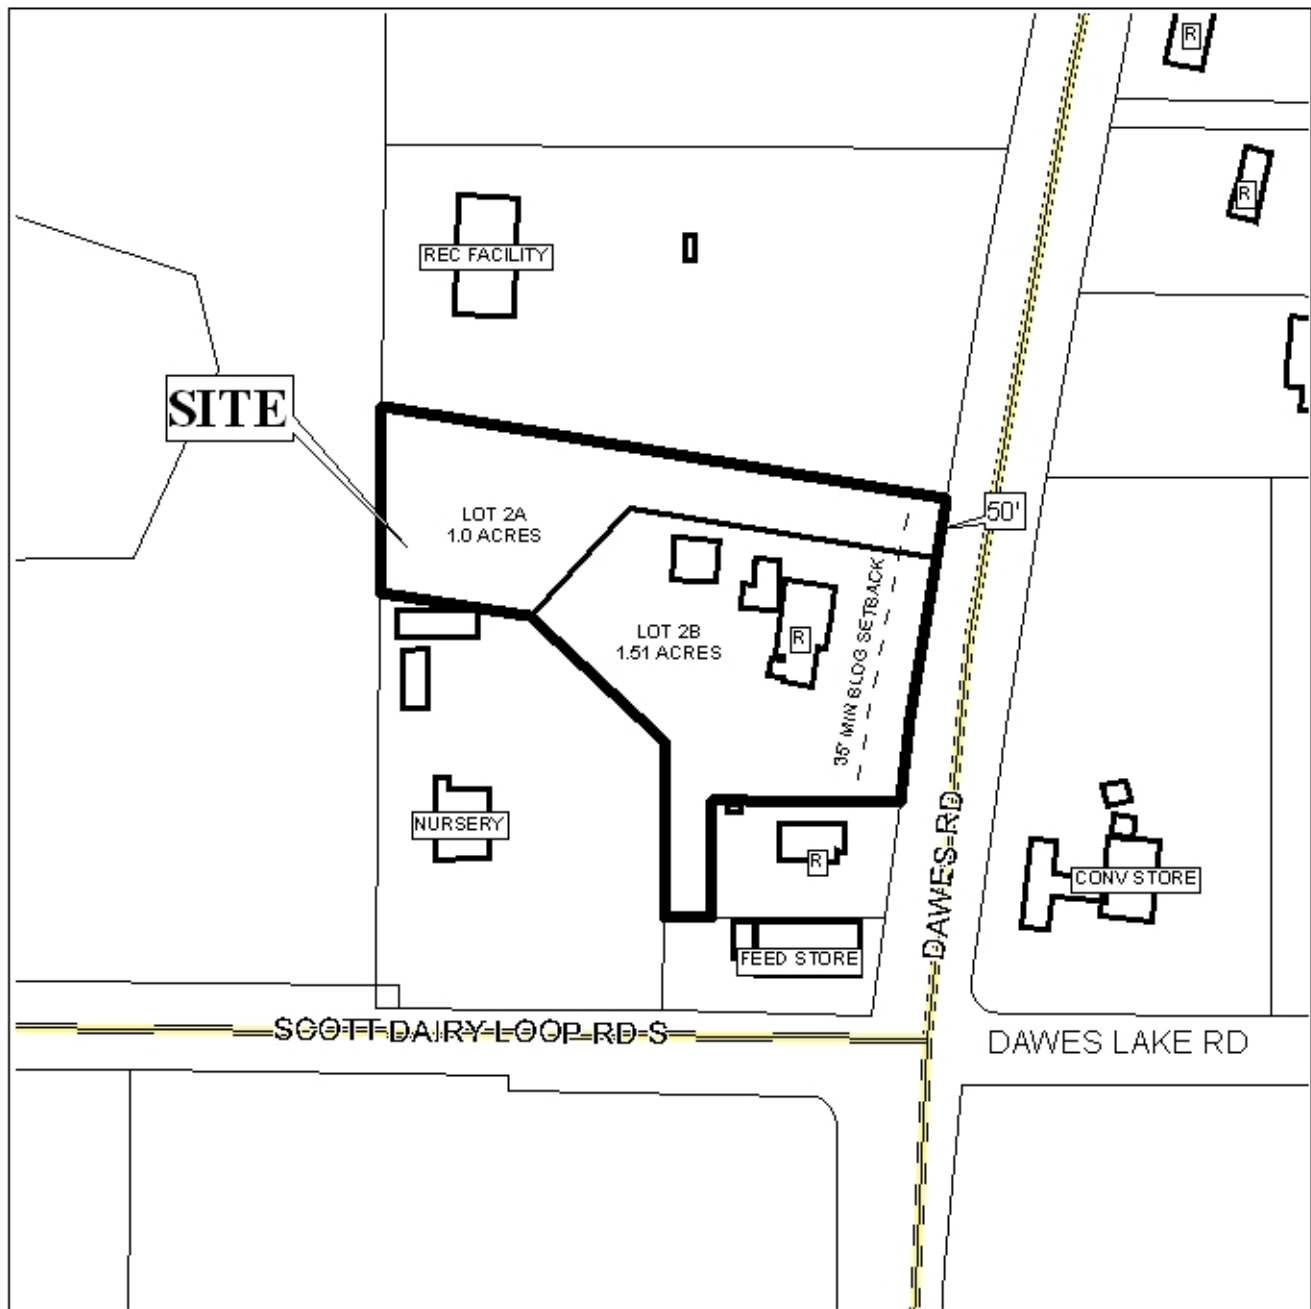 R
R
REC FACILITY
SITE
50'
LOT 2A
1.0 ACRES
LOT 2B
1.51 ACRES
R
35' MIN BLDG SETBACK
NURSERY
R
DAWES RD
CONV STORE
FEED STORE
SCOTT DAIRY LOOP RD S
DAWES LAKE RD